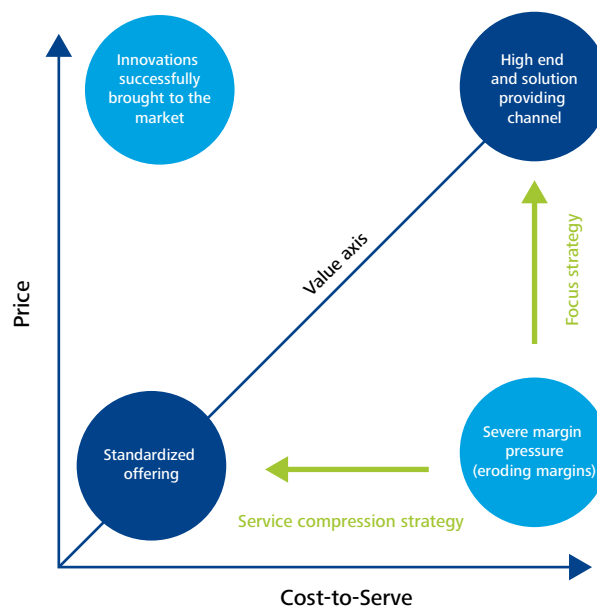 Innovations
successfully
brought to the
market
High end
and solution
providing
channel
Value axis
Focus strategy
Price
Standardized
offering
Severe margin
pressure
(eroding margins)
Service compression strategy
Cost-to-Serve